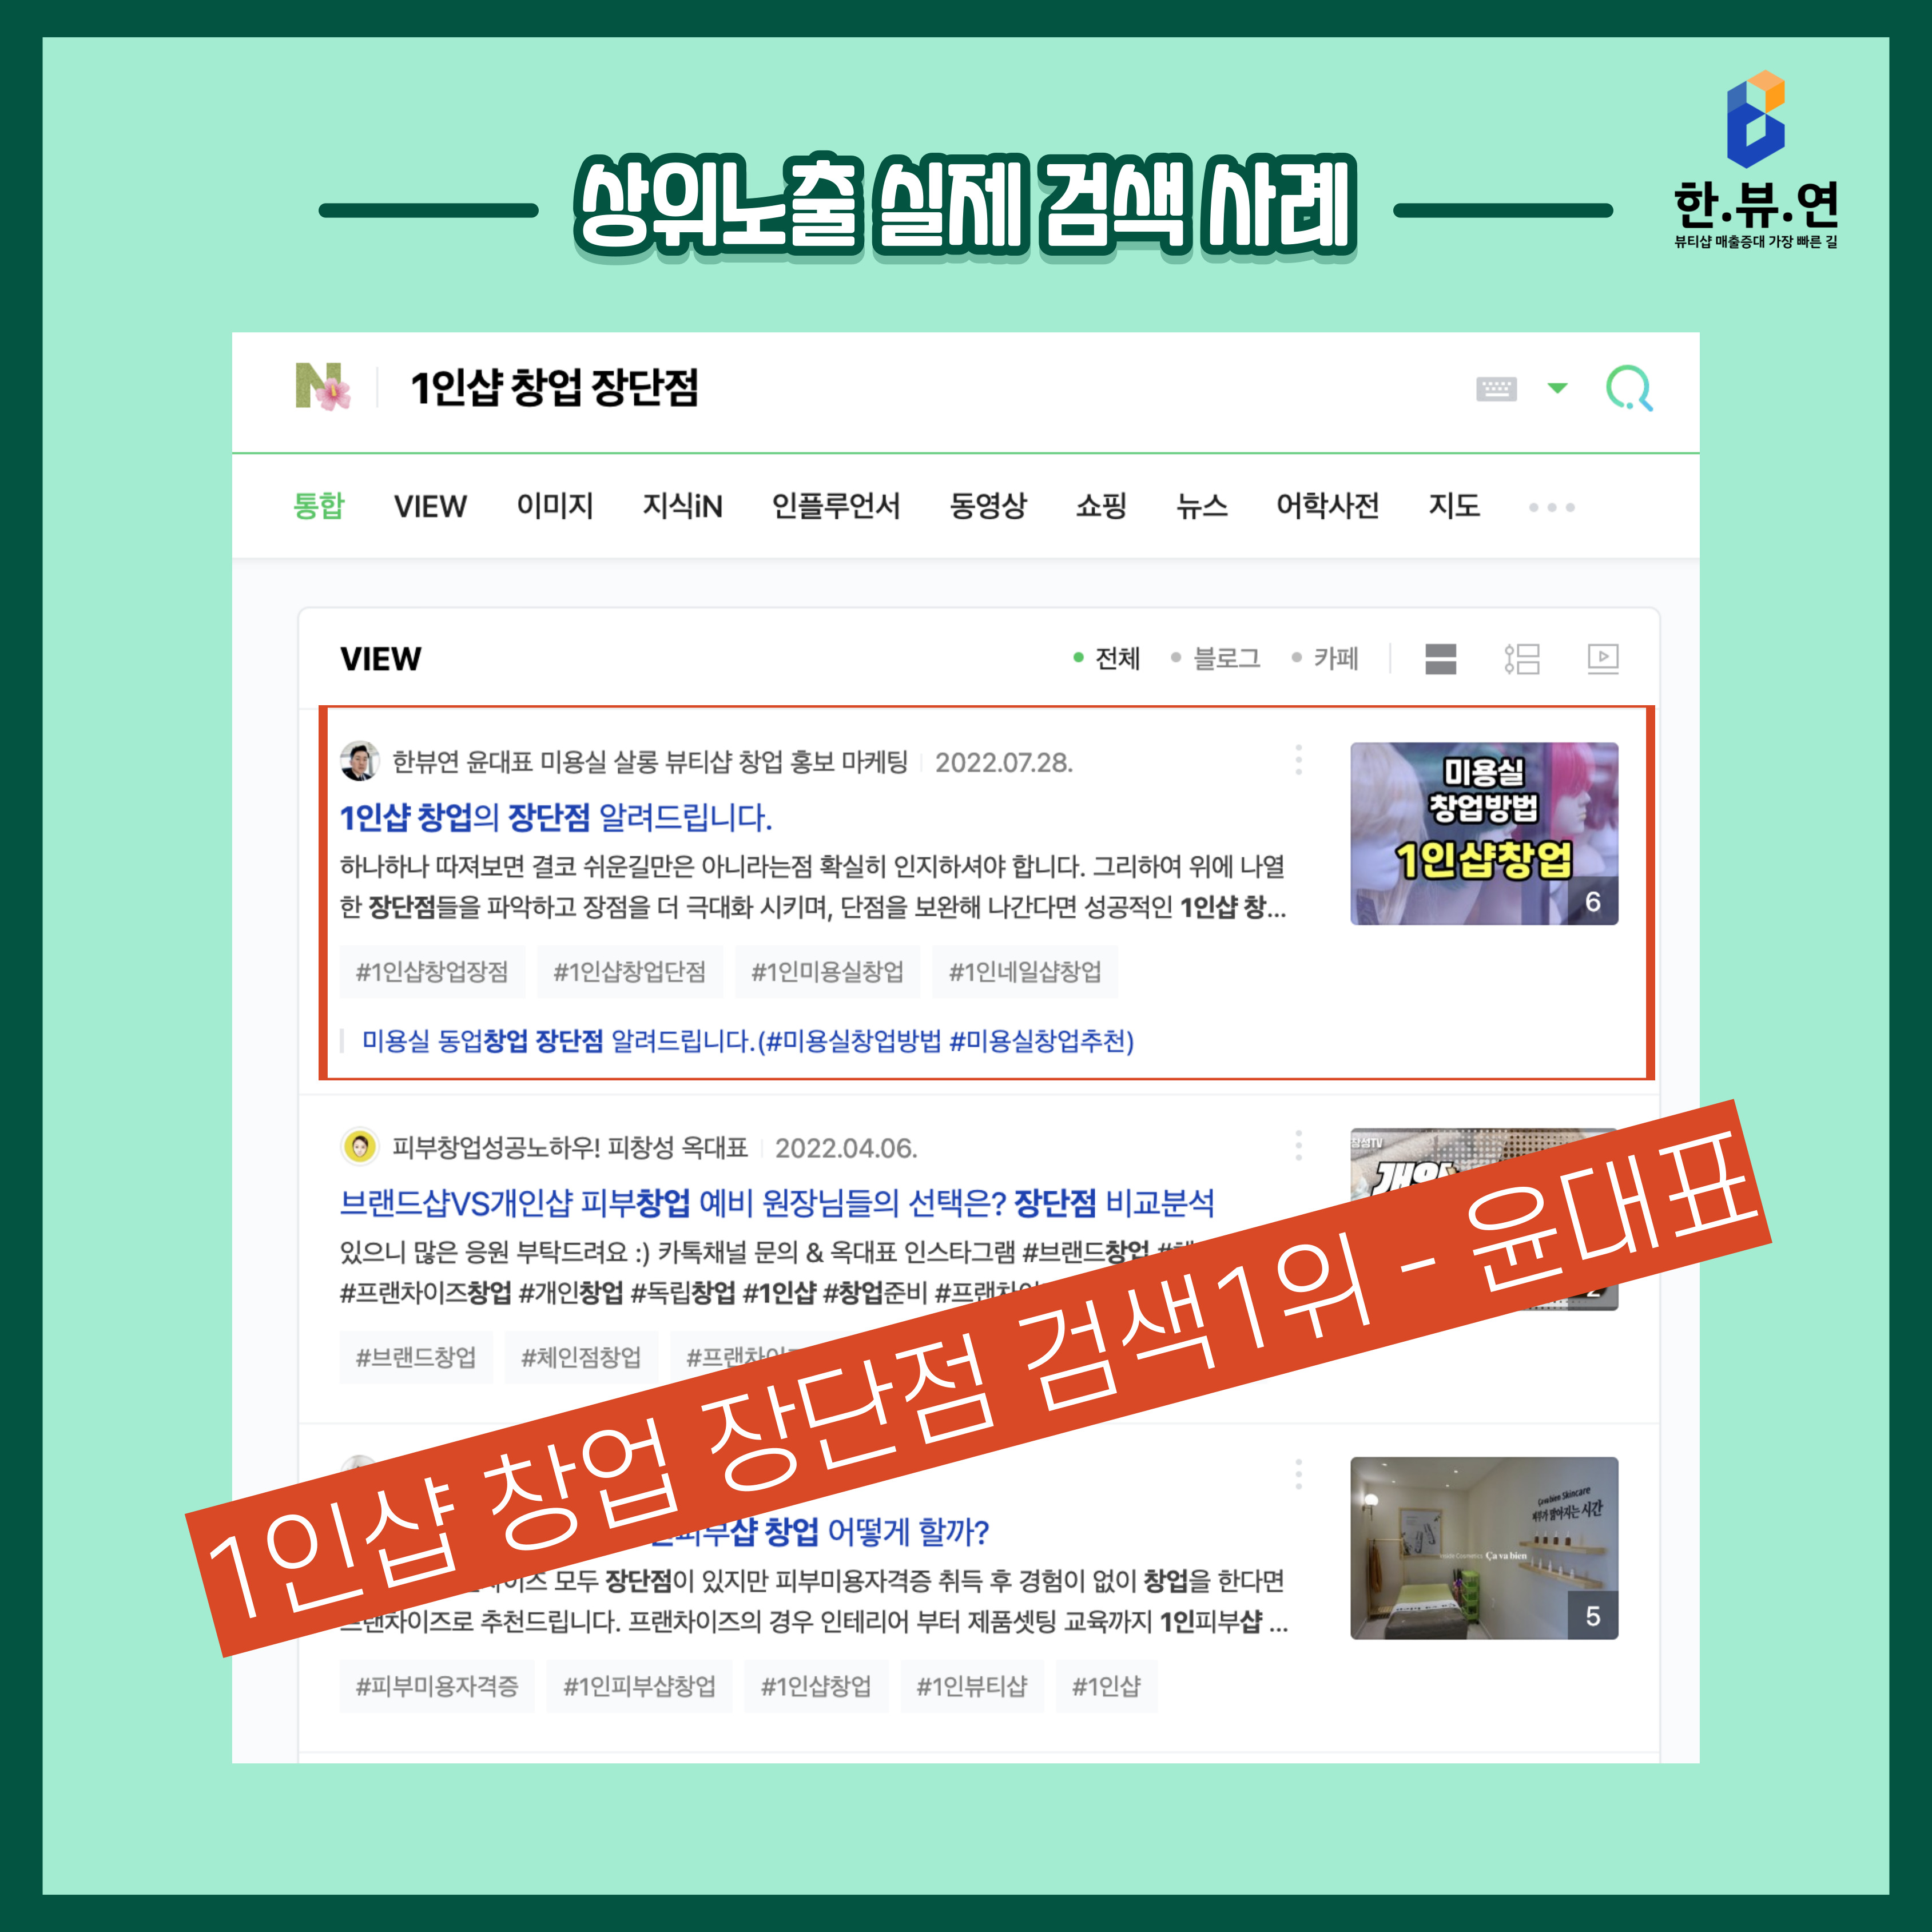 상위노출 실제 검색 사례
한.뷰.연
뷰티샵 매출증대 가장 빠른 길
N
1인샵 창업 장단점
통합 VIEW 이미지 지식iN 인플루언서 동영상 쇼핑 뉴스 어학사전 지도
VIEW
전체 블로그 카페
한뷰연 윤대표 미용실 살롱 뷰티샵 창업 홍보 마케팅 2022.07.28.
1인샵 창업의 장단점 알려드립니다.
하나하나 따져보면 결코 쉬운길만은 아니라는점 확실히 인지하셔야 합니다. 그리하여 위에 나열
한 장단점들을 파악하고 장점을 더 극대화 시키며, 단점을 보완해 나간다면 성공적인 1인샵 창...
#1인샵창업장점 #1인샵창업단점 #1인미용실창업 #1인네일샵창업
미용실 동업창업 장단점 알려드립니다.(#미용실창업방법 #미용실창업추천)
미용실
창업방법
1인샵창업
6
피부창업성공노하우! 피창성 옥대표 2022.04.06.
브랜드샵VS개인샵 피부창업 예비 원장님들의 선택은? 장단점 비교분석
있으니 많은 응원 부탁드려요 :) 카톡채널 문의 & 옥대표 인스타그램 #브랜드창업
#프랜차이즈창업 #개인창업 #독립창업 #1인샵 #창업준비
#브랜드창업 #체인점창업
1인샵 창업 장단점 검색1위 - 윤대표
창업 어떻게 할까?
모두 장단점이 있지만 피부미용자격증 취득 후 경험이 없이 창업을 한다면
추천드립니다. 프랜차이즈의 경우 인테리어 부터 제품셋팅 교육까지 1인피부샵 ...
#피부미용자격증 #1인피부샵창업 #1인샵창업 #1인뷰티샵 #1인샵
Ça va bien
5